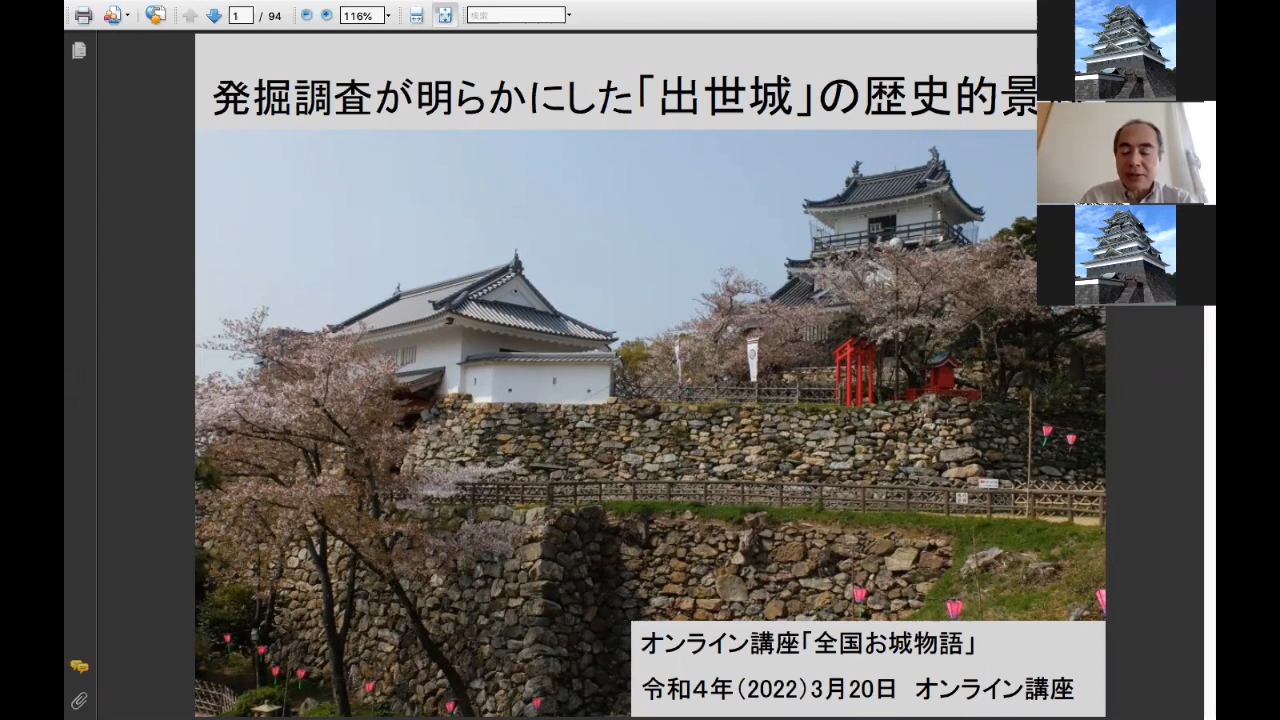 1 / 94
116%
検索
発掘調査が明らかにした「出世城」の歴史的景
オンライン講座「全国お城物語」
令和4年（2022）3月20日　オンライン講座